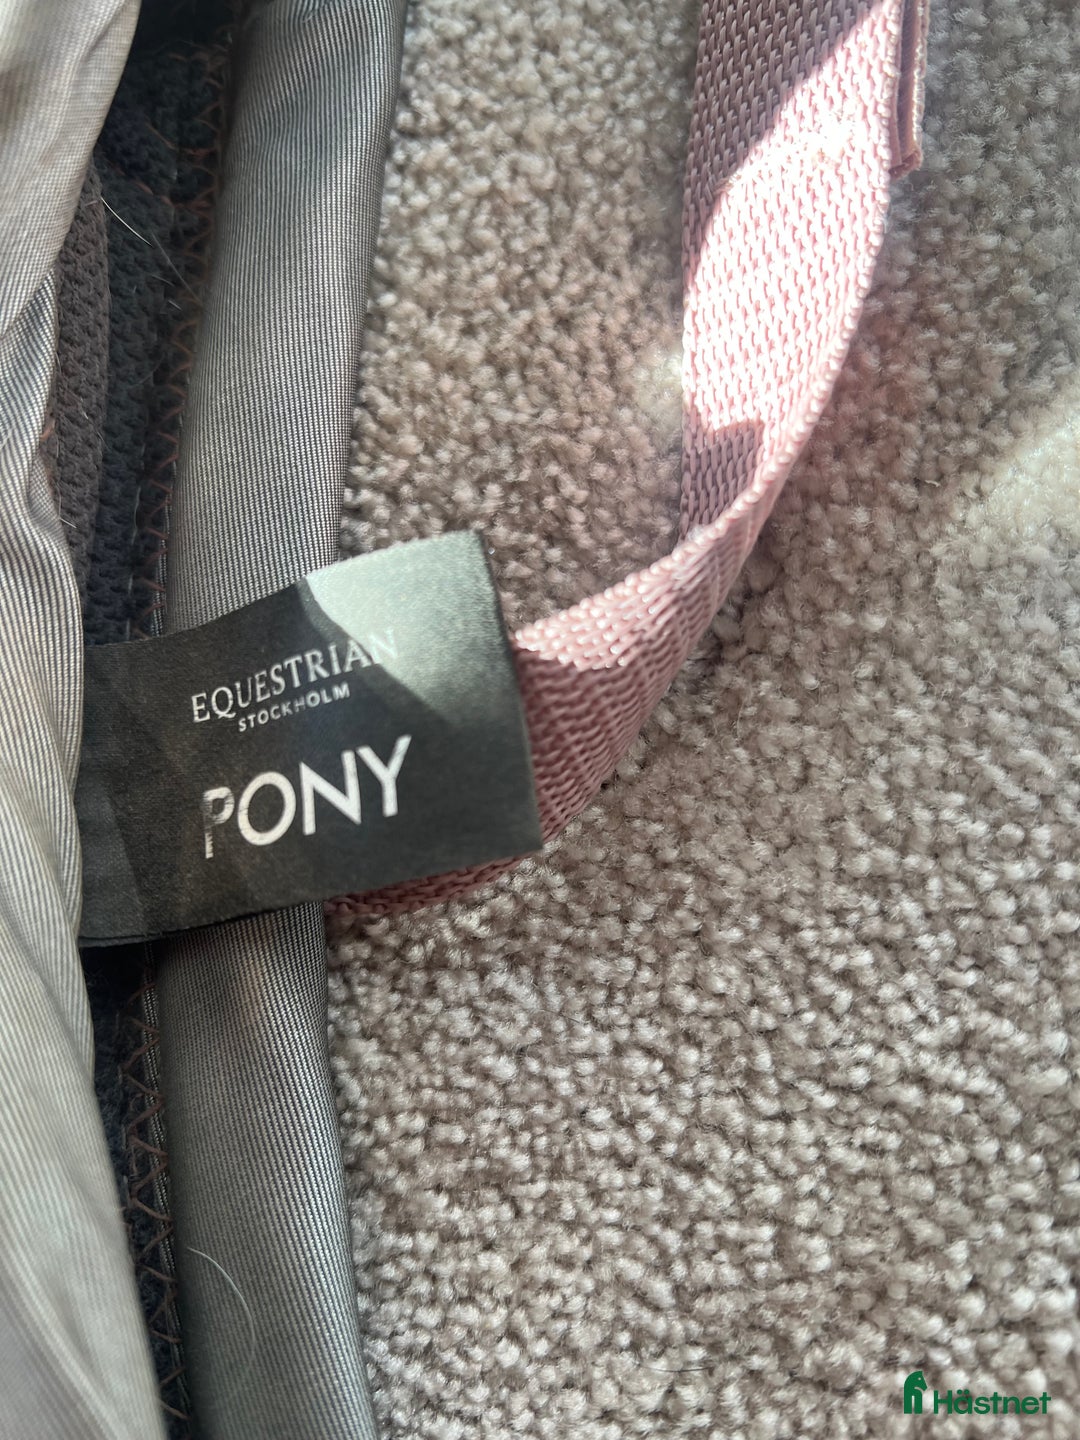 EQUESTRIAN
STOCKHOLM
PONY
Hästnet